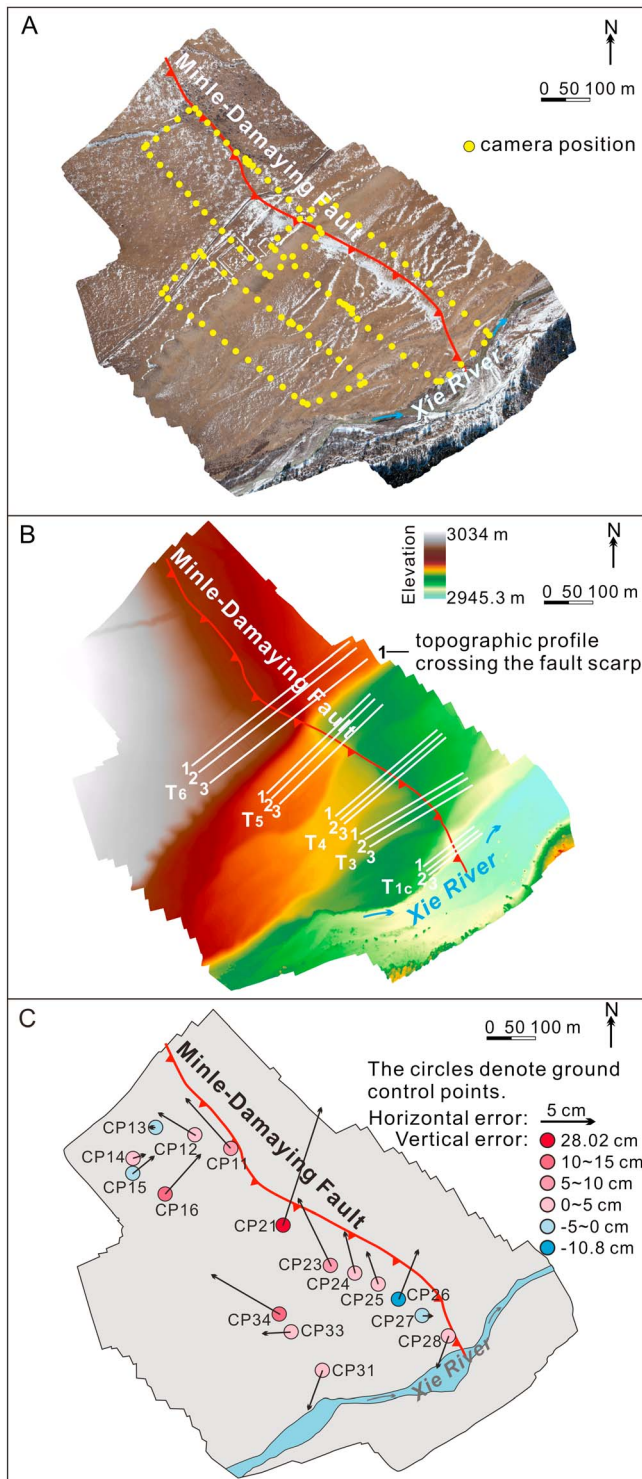 A
N
0 50 100 m
camera position
Minle-Damaying Fault
Xie River
B
Elevation
3034 m
2945.3 m
N
0 50 100 m
1
topographic profile
crossing the fault scarp
Minle-Damaying Fault
1
2
3
T6
1
2
3
T5
1
2
3
T4
1
2
3
T3
1
2
3
T1c
Xie River
C
N
0 50 100 m
The circles denote ground
control points.
Horizontal error: 5 cm
Vertical error: 28.02 cm
10~15 cm
5~10 cm
0~5 cm
-5~0 cm
-10.8 cm
Minle-Damaying Fault
CP13
CP12
CP11
CP14
CP15
CP16
CP21
CP23
CP24
CP25
CP26
CP27
CP28
CP34
CP33
CP31
Xie River